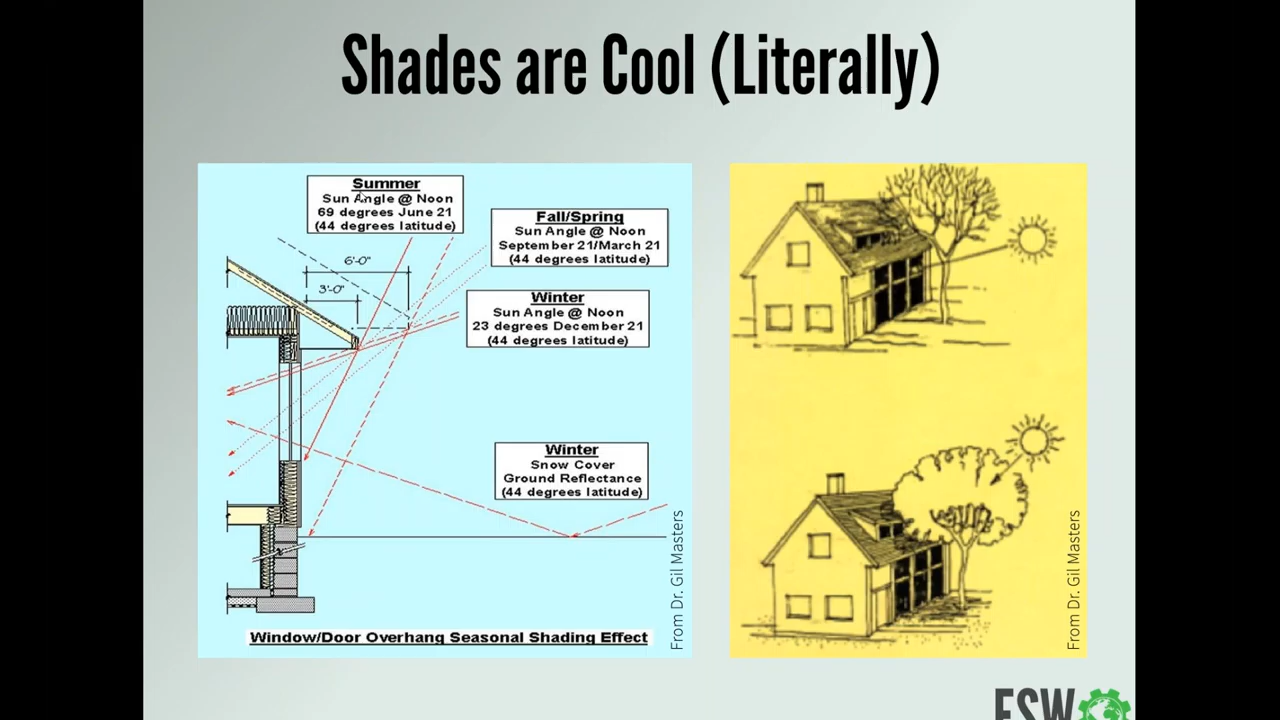 Shades are Cool (Literally)
Summer
Sun Angle @ Noon
69 degrees June 21
(44 degrees latitude)
Fall/Spring
Sun Angle @ Noon
September 21/March 21
(44 degrees latitude)
6'-0"
3'-0"
Winter
Sun Angle @ Noon
23 degrees December 21
(44 degrees latitude)
Winter
Snow Cover
Ground Reflectance
(44 degrees latitude)
Window/Door Overhang Seasonal Shading Effect
From Dr. Gil Masters
From Dr. Gil Masters
ESW